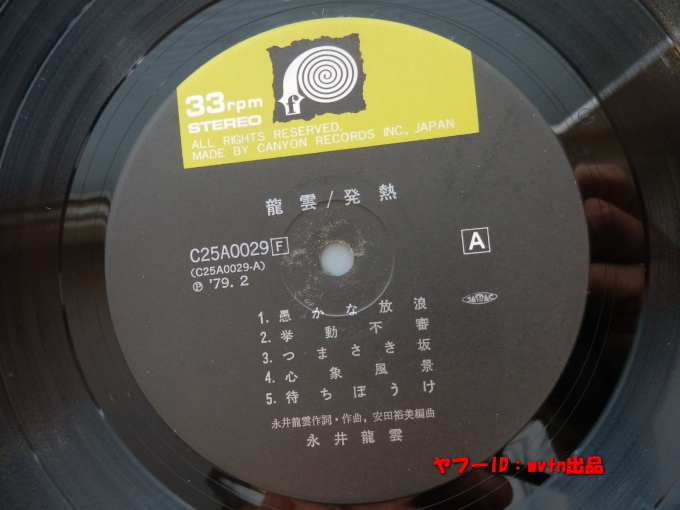 f
33rpm
STEREO
ALL RIGHTS RESERVED.
MADE BY CANYON RECORDS INC., JAPAN
龍雲/発熱
C25A0029 F
(C25A0029-A)
Ⓟ '79. 2
A
1. 愚かな放浪
2. 挙動不審
3. つまさき坂
4. 心象風景
5. 待ちぼうけ
永井龍雲作詞・作曲, 安田裕美編曲
永井龍雲
ヤフーID：mvtn出品